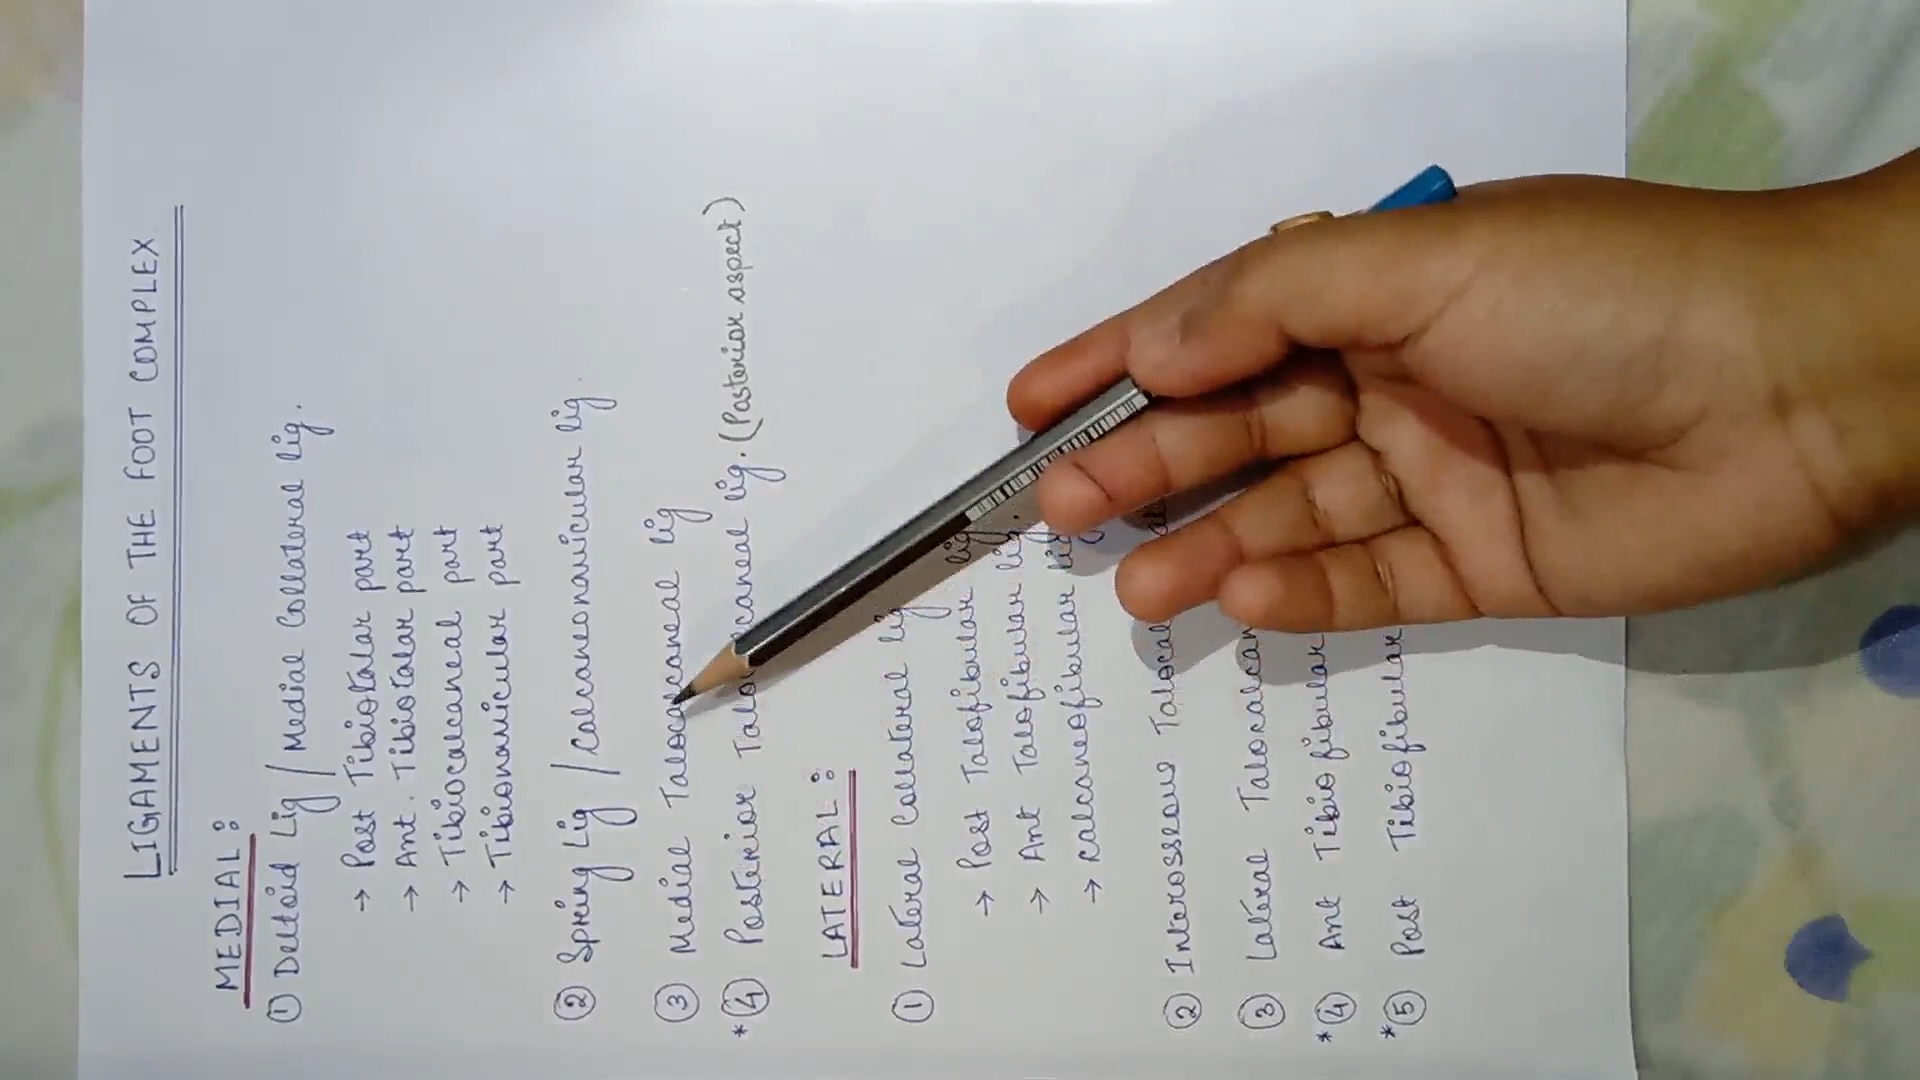 LIGAMENTS OF THE FOOT COMPLEX
MEDIAL :
① Deltoid Lig / Medial Collateral Lig.
→ Post Tibiotalar part
→ Ant. Tibiotalar part
→ Tibiocalcaneal part
→ Tibionavicular part
② Spring Lig / Calcaneonavicular Lig.
③ Medial Talocalcaneal Lig
*④ Posterior Talocalcaneal Lig. (Posterior aspect)
LATERAL :
① Lateral Collateral Lig
→ Post Talofibular Lig
→ Ant Talofibular Lig.
→ Calcaneofibular Lig
② Interosseous
③ Lateral
*④ Ant Tibiofibular
*⑤ Post Tibiofibular